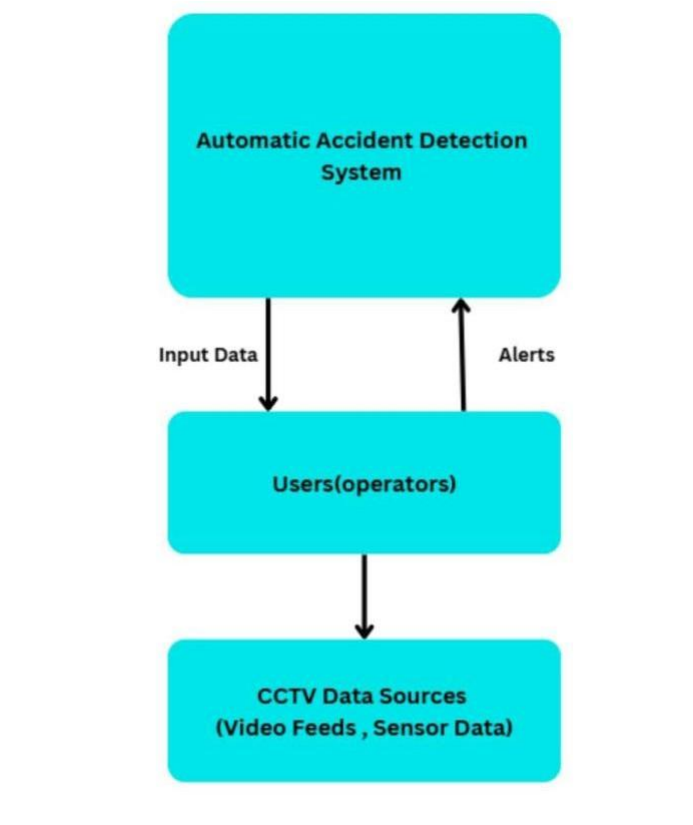 Automatic Accident Detection
System
Input Data
Alerts
Users(operators)
CCTV Data Sources
(Video Feeds , Sensor Data)